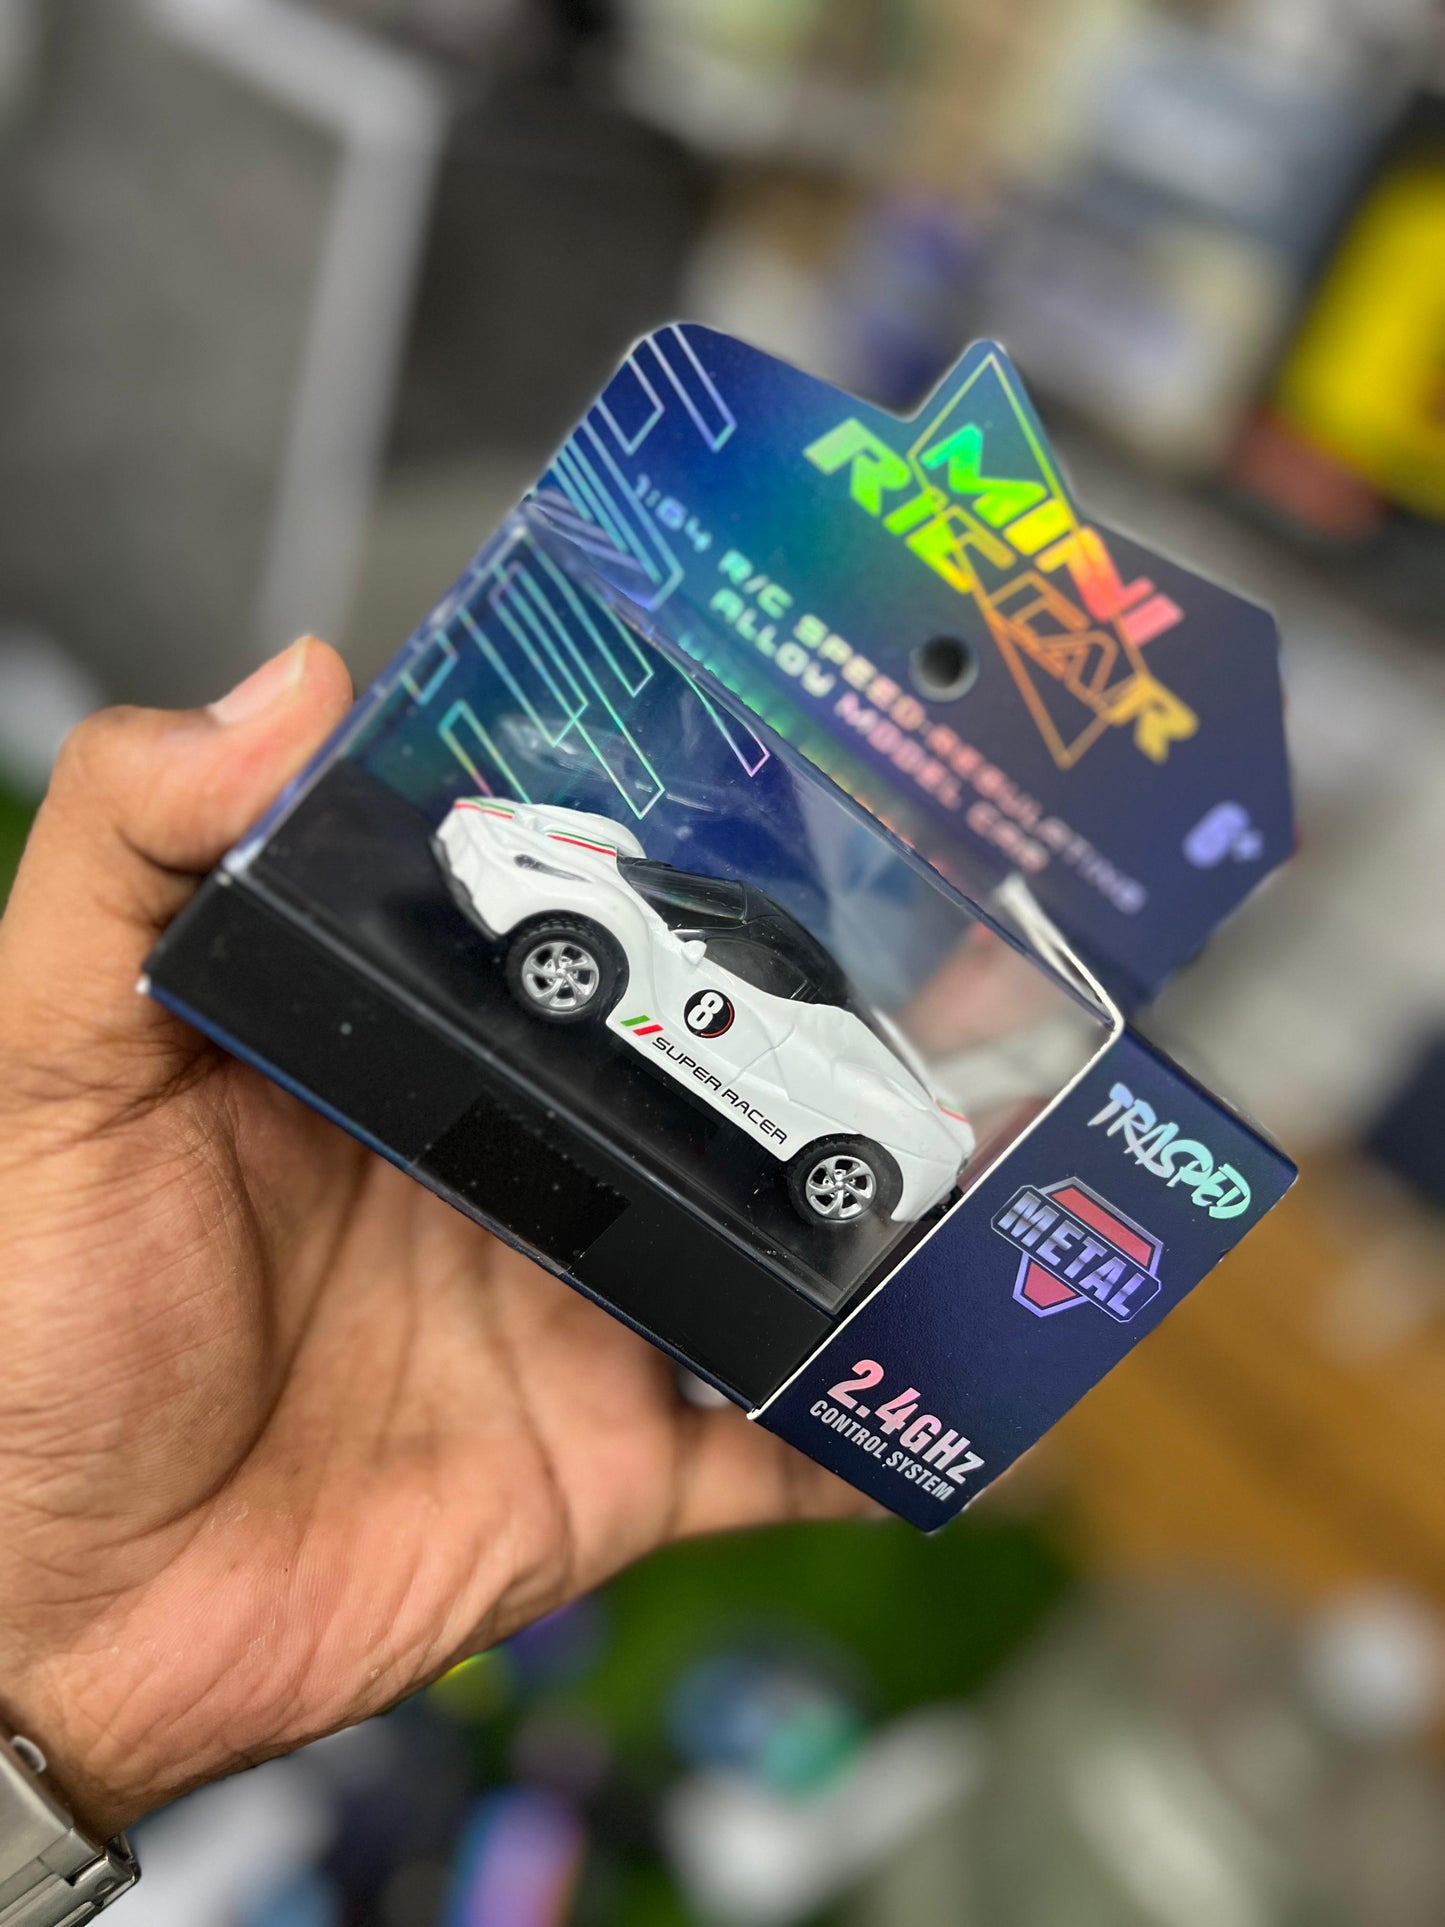 MINI
RIE CAR
1:64 R/C SPEED-REGULATING
ALLOY MODEL CAR
6+
8
SUPER RACER
TRASPED
METAL
2.4GHz
CONTROL SYSTEM